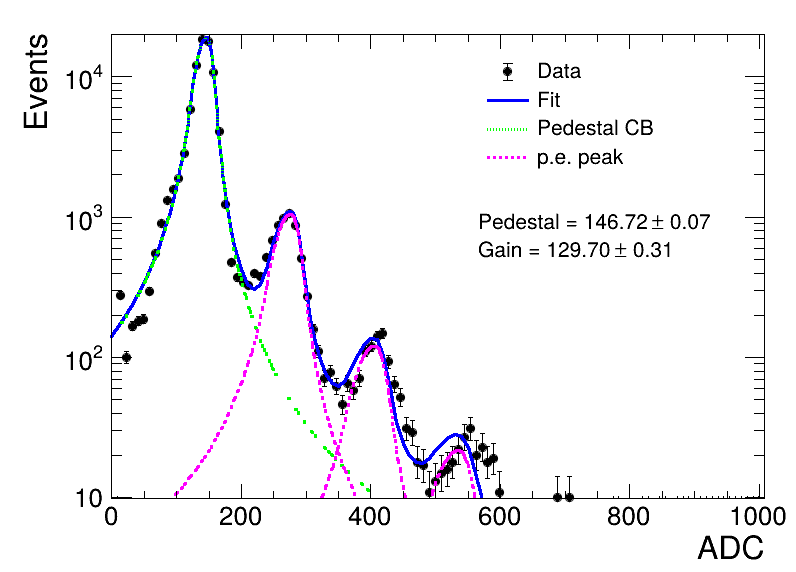 Events
10⁴
10³
10²
10
Data
Fit
Pedestal CB
p.e. peak
Pedestal = 146.72 ± 0.07
Gain = 129.70 ± 0.31
0 200 400 600 800 1000
ADC